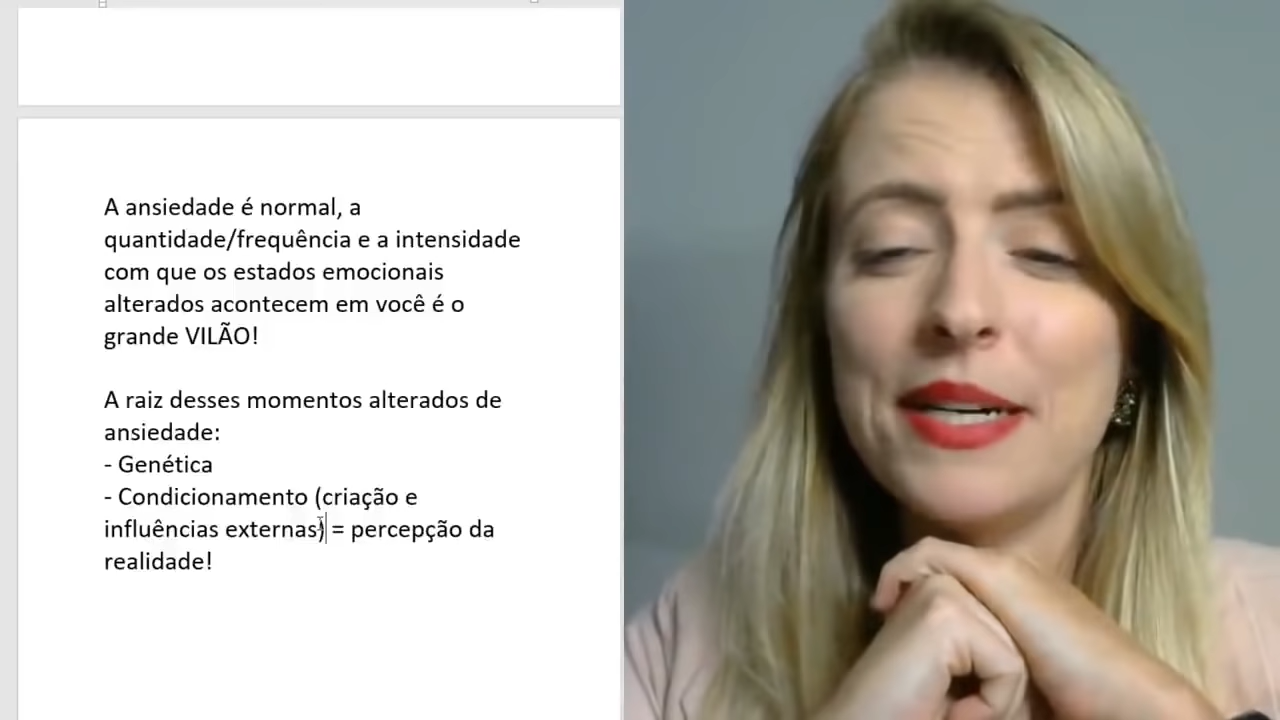 A ansiedade é normal, a
quantidade/frequência e a intensidade
com que os estados emocionais
alterados acontecem em você é o
grande VILÃO!
A raiz desses momentos alterados de
ansiedade:
- Genética
- Condicionamento (criação e
influências externas) = percepção da
realidade!